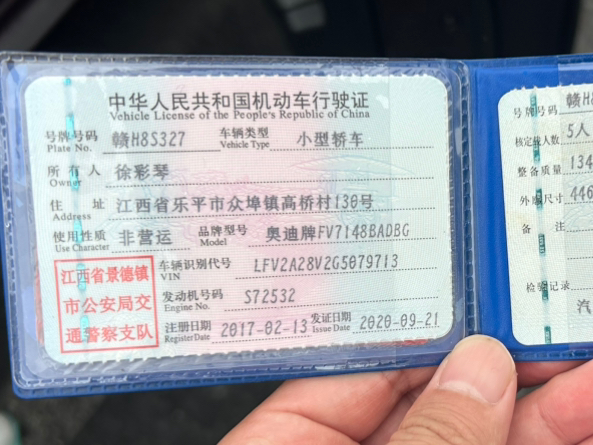 中华人民共和国机动车行驶证
Vehicle License of the People's Republic of China
号牌号码 赣H8S327 车辆类型 小型轿车
Plate No. Vehicle Type
所有人 徐彩琴
Owner
住址 江西省乐平市众埠镇高桥村130号
Address
使用性质 非营运 品牌型号 奥迪牌FV7148BADBG
Use Character Model
江西省景德镇
市公安局交
通警察支队
车辆识别代号 LFV2A28V2G5079713
VIN
发动机号码 S72532
Engine No.
注册日期 2017-02-13 发证日期 2020-09-21
Register Date Issue Date
号牌号码 赣H
核定载人数 5人
整备质量 134
外廓尺寸 446
备注
检验记录
汽